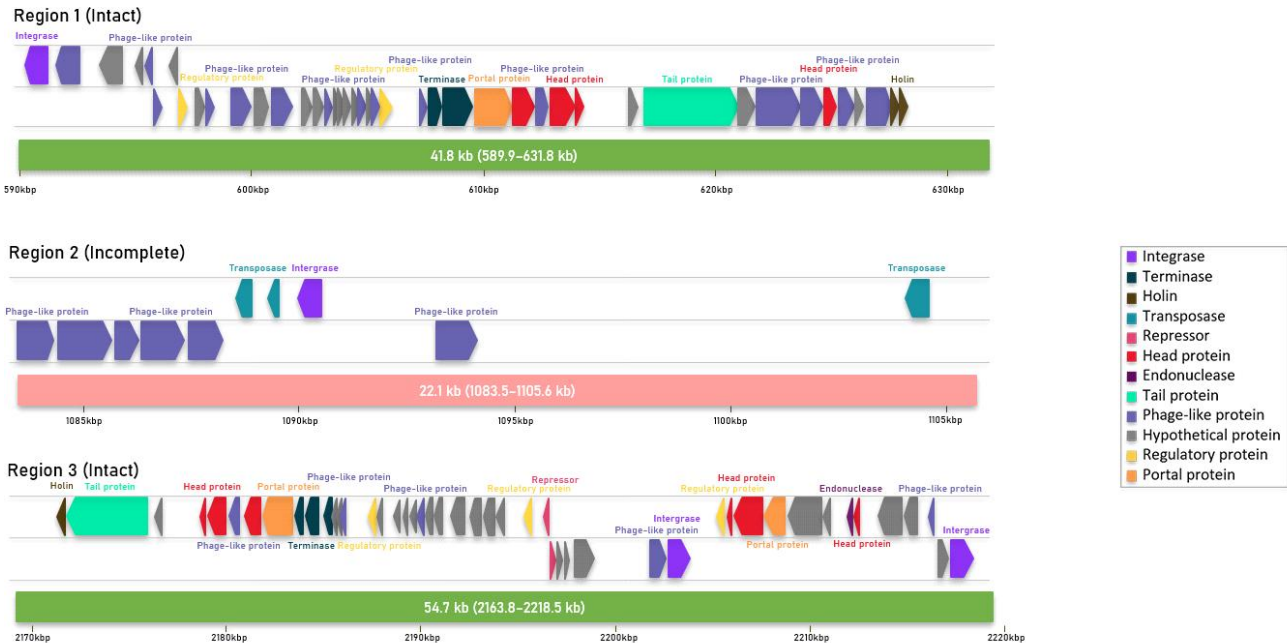 Region 1 (Intact)
Integrase
Phage-like protein
Regulatory protein
Phage-like protein
Phage-like protein
Regulatory protein
Phage-like protein
Terminase
Portal protein
Phage-like protein
Head protein
Tail protein
Phage-like protein
Head protein
Phage-like protein
Holin
41.8 kb (589.9–631.8 kb)
590kbp 600kbp 610kbp 620kbp 630kbp
Region 2 (Incomplete)
Transposase Intergrase Transposase
Phage-like protein Phage-like protein Phage-like protein
22.1 kb (1083.5–1105.6 kb)
1085kbp 1090kbp 1095kbp 1100kbp 1105kbp
Region 3 (Intact)
Holin
Tail protein
Head protein
Phage-like protein
Portal protein
Terminase
Phage-like protein
Regulatory protein
Phage-like protein
Regulatory protein
Repressor
Phage-like protein
Intergrase
Regulatory protein
Head protein
Portal protein
Endonuclease
Head protein
Phage-like protein
Intergrase
54.7 kb (2163.8–2218.5 kb)
2170kbp 2180kbp 2190kbp 2200kbp 2210kbp 2220kbp
Integrase
Terminase
Holin
Transposase
Repressor
Head protein
Endonuclease
Tail protein
Phage-like protein
Hypothetical protein
Regulatory protein
Portal protein